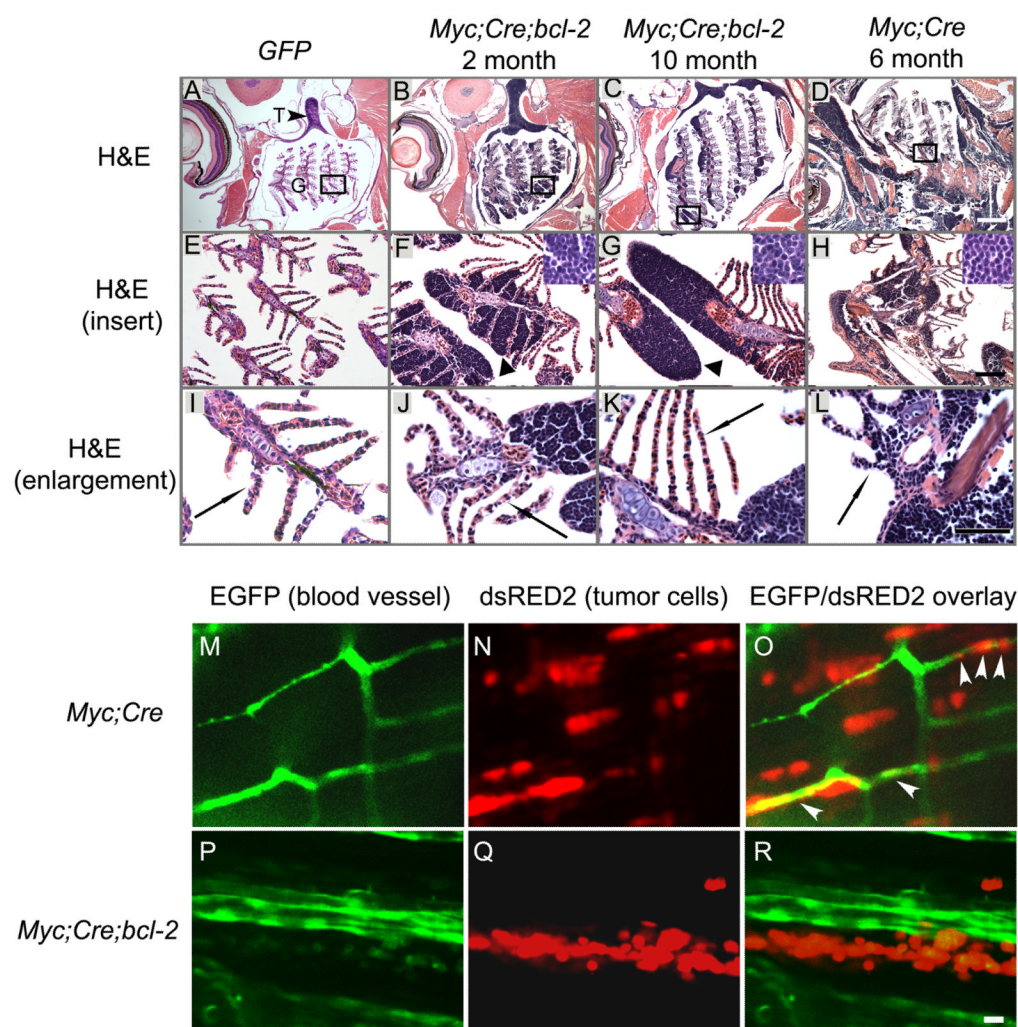 GFP
Myc;Cre;bcl-2
2 month
Myc;Cre;bcl-2
10 month
Myc;Cre
6 month
H&E
A
T
G
B
C
D
H&E
(insert)
E
F
G
H
H&E
(enlargement)
I
J
K
L
EGFP (blood vessel)
dsRED2 (tumor cells)
EGFP/dsRED2 overlay
Myc;Cre
M
N
O
Myc;Cre;bcl-2
P
Q
R